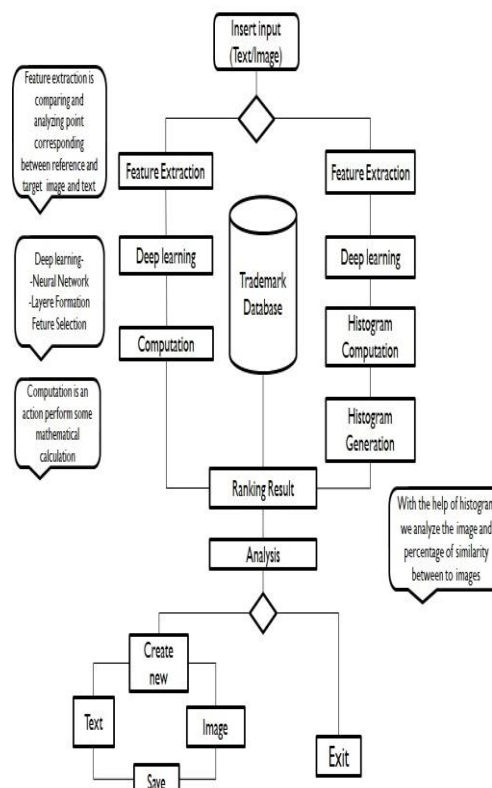 Insert input
(Text/Image)
Feature extraction is
comparing and
analyzing point
corresponding
between reference and
target image and text
Feature Extraction
Feature Extraction
Deep learning-
-Neural Network
-Layere Formation
Feture Selection
Deep learning
Trademark
Database
Deep learning
Computation
Histogram
Computation
Computation is an
action perform some
mathematical
calculation
Histogram
Generation
Ranking Result
With the help of histogram
we analyze the image and
percentage of similarity
between to images
Analysis
Create
new
Text
Image
Exit
Save